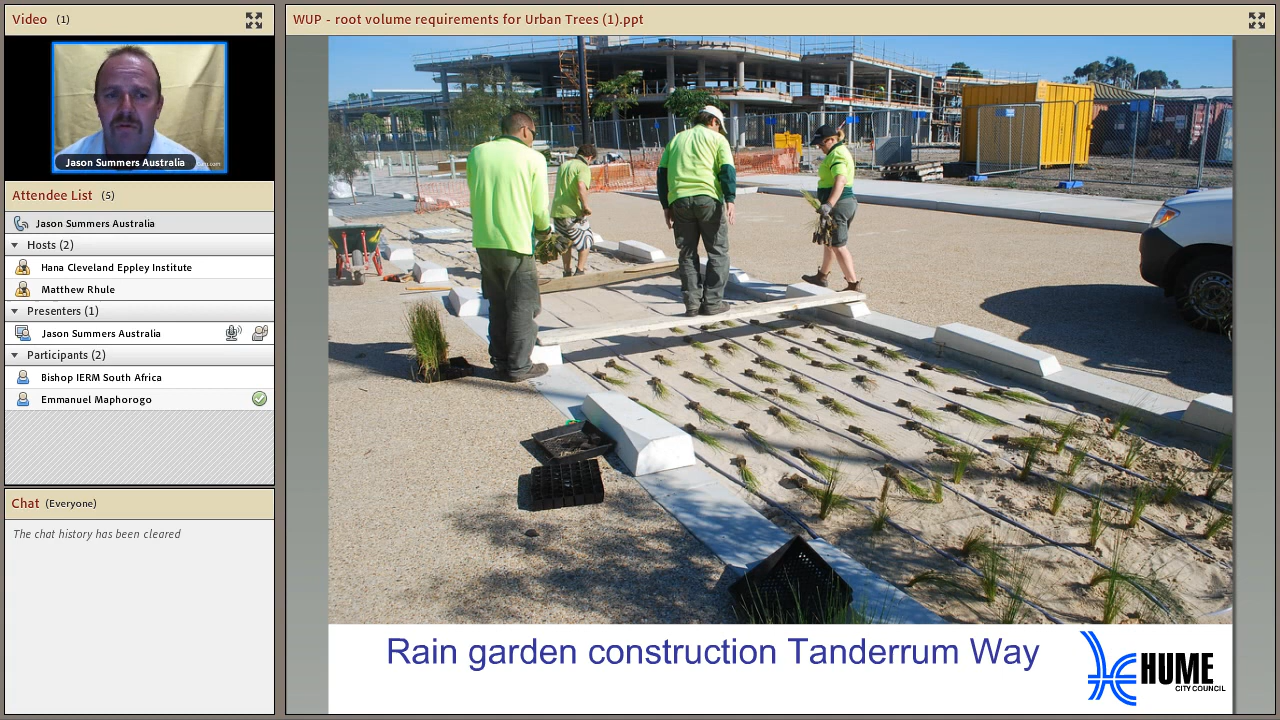 Video (1)
Jason Summers Australia
Attendee List (5)
Jason Summers Australia
Hosts (2)
Hana Cleveland Eppley Institute
Matthew Rhule
Presenters (1)
Jason Summers Australia
Participants (2)
Bishop IERM South Africa
Emmanuel Maphorogo
Chat (Everyone)
The chat history has been cleared
WUP - root volume requirements for Urban Trees (1).ppt
Rain garden construction Tanderrum Way
HUME
CITY COUNCIL